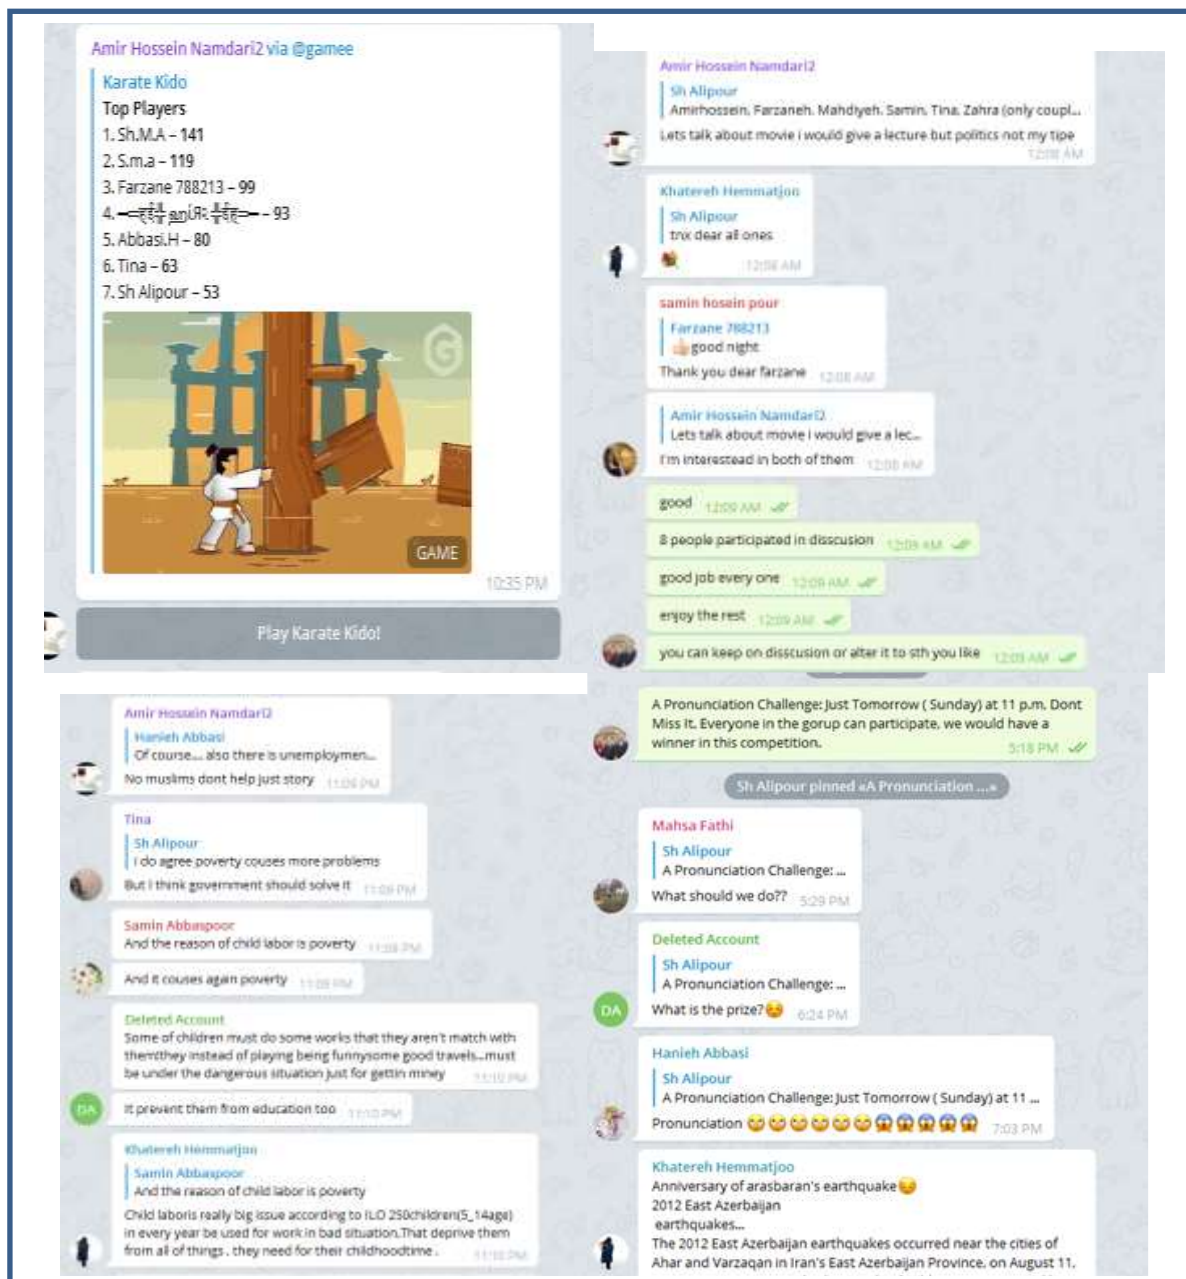 Amir Hossein Namdari2 via @gamee
Karate Kido
Top Players
1. Sh.M.A – 141
2. S.m.a – 119
3. Farzane 788213 – 99
4. – 93
5. Abbasi.H – 80
6. Tina – 63
7. Sh Alipour – 53
G
GAME
10:35 PM
Play Karate Kido!
Amir Hossein Namdari2
Sh Alipour
Amirhossein, Farzaneh, Mahdiyeh, Samin, Tina, Zahra (only coupl...
Lets talk about movie i would give a lecture but politics not my tipe
12:08 AM
Khatereh Hemmatjoo
Sh Alipour
tnx dear all ones
12:08 AM
samin hosein pour
Farzane 788213
good night
Thank you dear farzane 12:08 AM
Amir Hossein Namdari2
Lets talk about movie i would give a lec...
I'm interestead in both of them 12:08 AM
good 12:09 AM
8 people participated in disscusion 12:09 AM
good job every one 12:09 AM
enjoy the rest 12:09 AM
you can keep on disscusion or alter it to sth you like 12:09 AM
Amir Hossein Namdari2
Hanieh Abbasi
Of course.... also there is unemploymen...
No muslims dont help just story 11:09 PM
Tina
Sh Alipour
I do agree poverty couses more problems
But I think government should solve it 11:09 PM
Samin Abbaspoor
And the reason of child labor is poverty 11:09 PM
And it couses again poverty 11:09 PM
Deleted Account
Some of children must do some works that they aren't match with
them!they instead of playing being funnysome good travels...must
be under the dangerous situation just for gettin mney 11:10 PM
DA
It prevent them from education too 11:10 PM
Khatereh Hemmatjoo
Samin Abbaspoor
And the reason of child labor is poverty
Child laboris really big issue according to ILO 250children(5_14age)
in every year be used for work in bad situation.That deprive them
from all of things , they need for their childhoodtime . 11:10 PM
A Pronunciation Challenge: Just Tomorrow ( Sunday) at 11 p.m. Dont
Miss It. Everyone in the gorup can participate, we would have a
winner in this competition. 5:18 PM
Sh Alipour pinned «A Pronunciation ...»
Mahsa Fathi
Sh Alipour
A Pronunciation Challenge: ...
What should we do?? 5:29 PM
Deleted Account
Sh Alipour
A Pronunciation Challenge: ...
DA
What is the prize?😔 6:24 PM
Hanieh Abbasi
Sh Alipour
A Pronunciation Challenge: Just Tomorrow ( Sunday) at 11 ...
Pronunciation 😁😁😁😁😁😁😱😱😱😱😱 7:03 PM
Khatereh Hemmatjoo
Anniversary of arasbaran's earthquake😔
2012 East Azerbaijan
earthquakes...
The 2012 East Azerbaijan earthquakes occurred near the cities of
Ahar and Varzaqan in Iran's East Azerbaijan Province, on August 11,